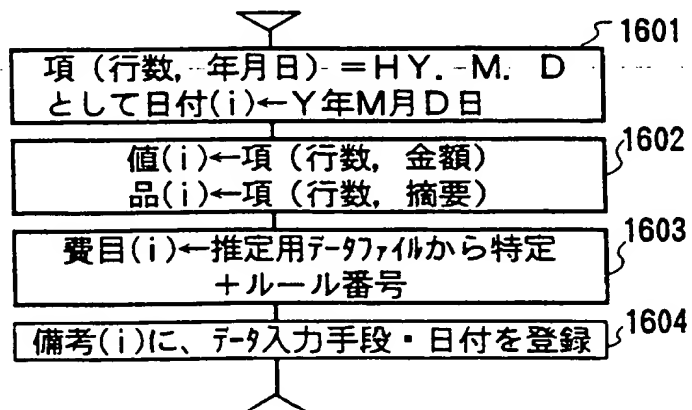 1601
項（行数, 年月日）＝ＨＹ. Ｍ. Ｄ
として日付(i)←Ｙ年Ｍ月Ｄ日
1602
値(i)←項（行数, 金額）
品(i)←項（行数, 摘要）
1603
費目(i)←推定用ﾃﾞｰﾀﾌｧｲﾙから特定
＋ルール番号
1604
備考(i)に、ﾃﾞｰﾀ入力手段・日付を登録